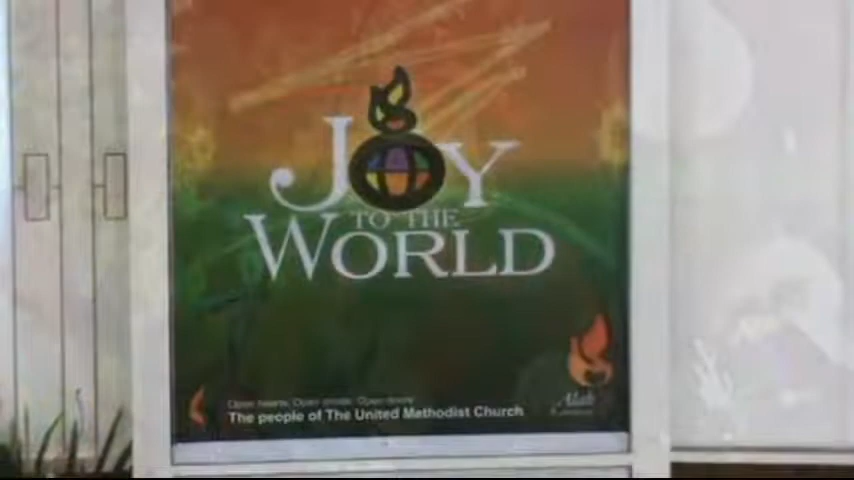 JOY
TO THE
WORLD
Open hearts. Open minds. Open doors.
The people of The United Methodist Church